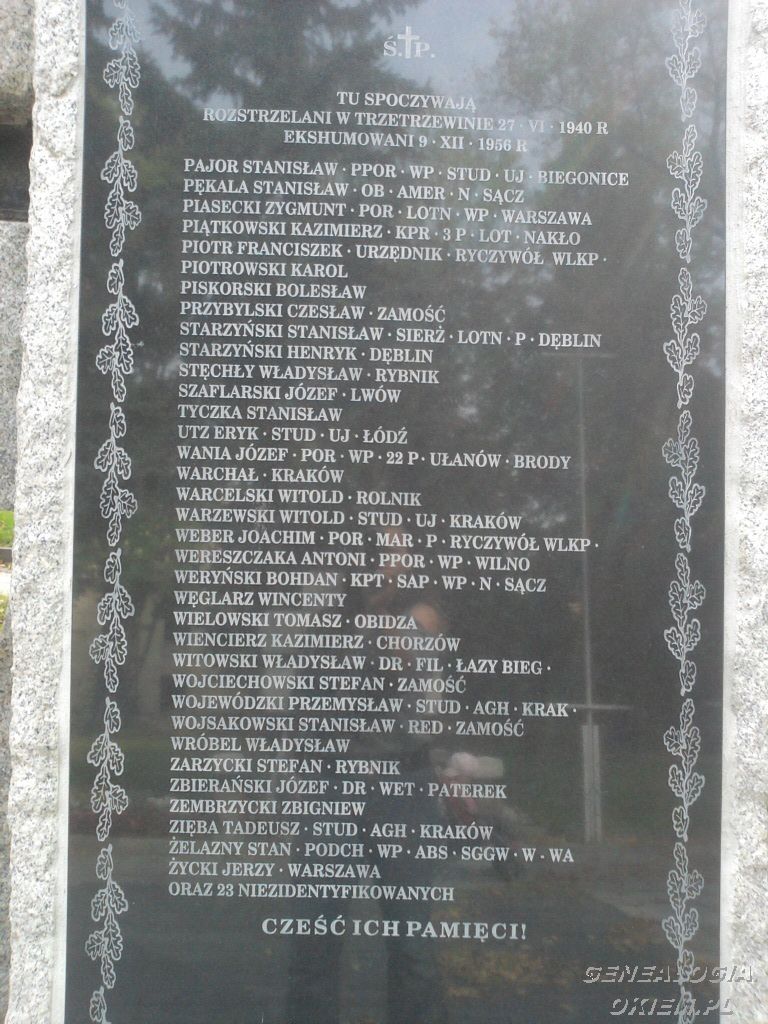 Ś.†P.
TU SPOCZYWAJĄ
ROZSTRZELANI W TRZETRZEWINIE 27 · VI · 1940 R
EKSHUMOWANI 9 · XII · 1956 R
PAJOR STANISŁAW · PPOR · WP · STUD · UJ · BIEGONICE
PĘKALA STANISŁAW · OB · AMER · N · SĄCZ
PIASECKI ZYGMUNT · POR · LOTN · WP · WARSZAWA
PIĄTKOWSKI KAZIMIERZ · KPR · 3 P · LOT · NAKŁO
PIOTR FRANCISZEK · URZĘDNIK · RYCZYWÓŁ WLKP ·
PIOTROWSKI KAROL
PISKORSKI BOLESŁAW
PRZYBYLSKI CZESŁAW · ZAMOŚĆ
STARZYŃSKI STANISŁAW · SIERŻ · LOTN · P · DĘBLIN
STARZYŃSKI HENRYK · DĘBLIN
STĘCHŁY WŁADYSŁAW · RYBNIK
SZAFLARSKI JÓZEF · LWÓW
TYCZKA STANISŁAW
UTZ ERYK · STUD · UJ · ŁÓDŹ
WANIA JÓZEF · POR · WP · 22 P · UŁANÓW · BRODY
WARCHAŁ · KRAKÓW
WARCELSKI WITOLD · ROLNIK
WARZEWSKI WITOLD · STUD · UJ · KRAKÓW
WEBER JOACHIM · POR · MAR · P · RYCZYWÓŁ WLKP ·
WERESZCZAKA ANTONI · PPOR · WP · WILNO
WERYŃSKI BOHDAN · KPT · SAP · WP · N · SĄCZ
WĘGLARZ WINCENTY
WIELOWSKI TOMASZ · OBIDZA
WIENCIERZ KAZIMIERZ · CHORZÓW
WITOWSKI WŁADYSŁAW · DR · FIL · ŁAZY BIEG ·
WOJCIECHOWSKI STEFAN · ZAMOŚĆ
WOJEWÓDZKI PRZEMYSŁAW · STUD · AGH · KRAK ·
WOJSAKOWSKI STANISŁAW · RED · ZAMOŚĆ
WRÓBEL WŁADYSŁAW
ZARZYCKI STEFAN · RYBNIK
ZBIERAŃSKI JÓZEF · DR · WET · PATEREK
ZEMBRZYCKI ZBIGNIEW
ZIĘBA TADEUSZ · STUD · AGH · KRAKÓW
ŻELAZNY STAN · PODCH · WP · ABS · SGGW · W - WA
ŻYCKI JERZY · WARSZAWA
ORAZ 23 NIEZIDENTYFIKOWANYCH
CZEŚĆ ICH PAMIĘCI!
GENEALOGIA
OKIEM.PL